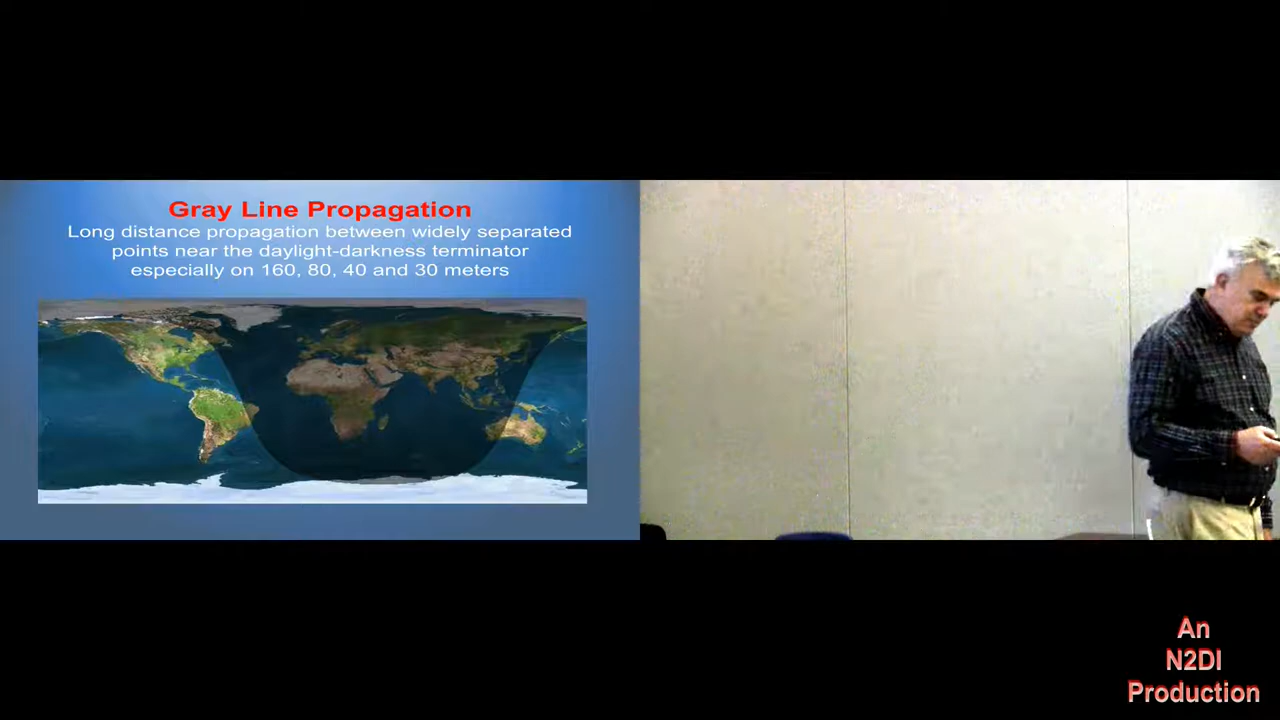 Gray Line Propagation
Long distance propagation between widely separated
points near the daylight-darkness terminator
especially on 160, 80, 40 and 30 meters
An
N2DI
Production